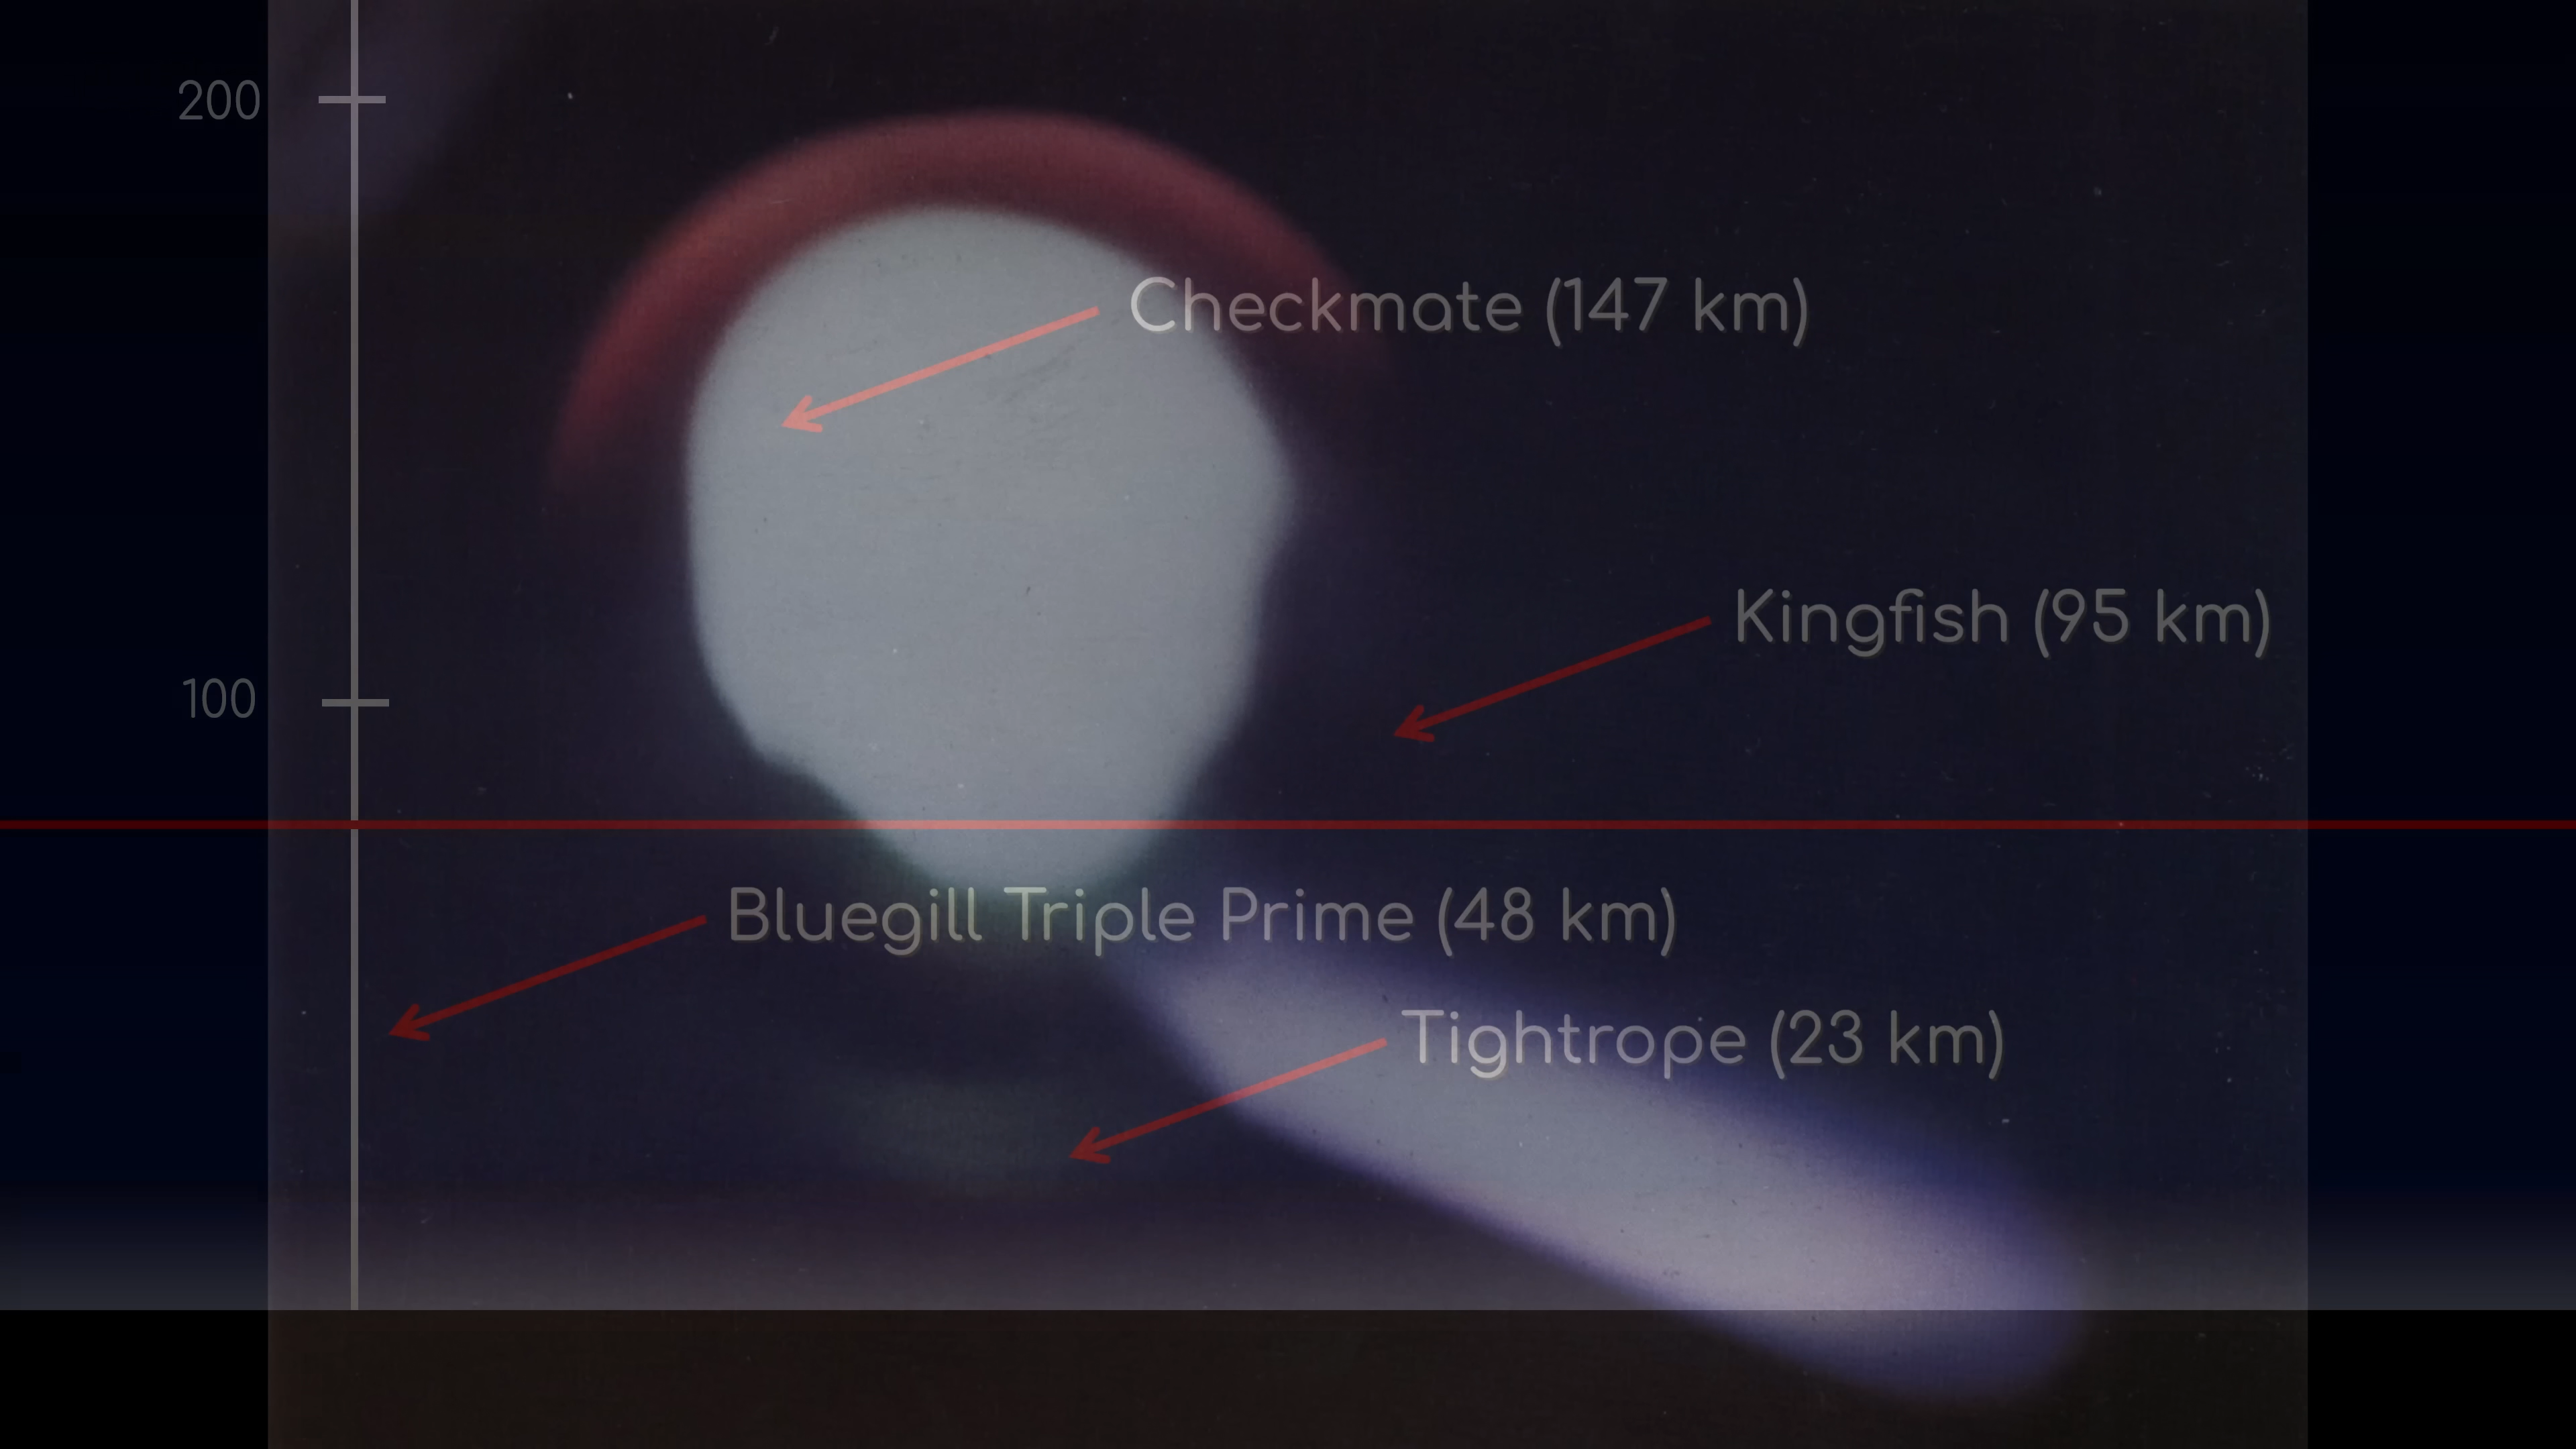 200
Checkmate (147 km)
Kingfish (95 km)
100
Bluegill Triple Prime (48 km)
Tightrope (23 km)